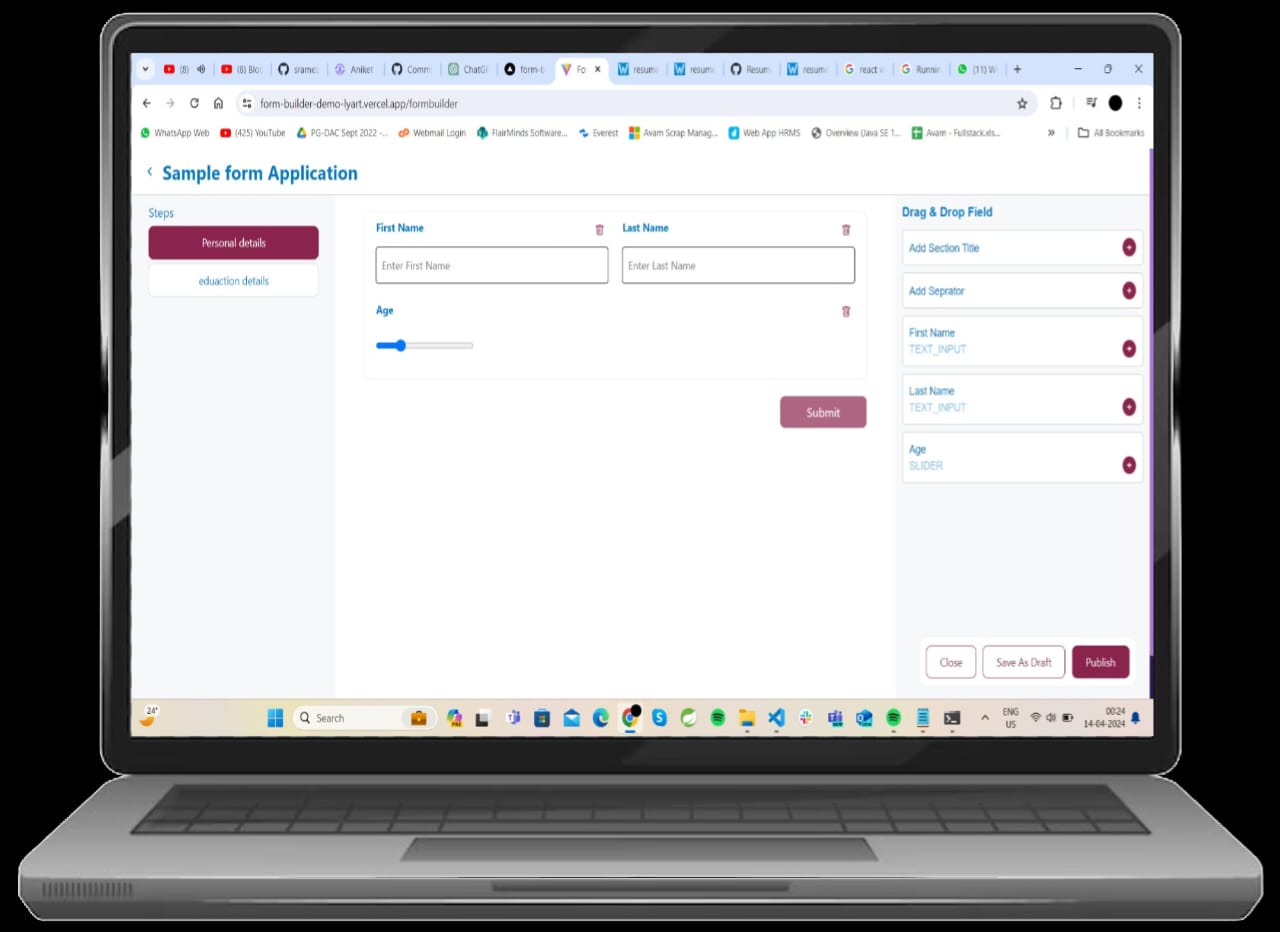 (8)
(8) Bloc
srame
Aniket
Comm
ChatGI
form-b
Fo
resum
resum
Resum
resum
react
Runnin
(11) W
form-builder-demo-lyart.vercel.app/formbuilder
WhatsApp Web
(425) YouTube
PG-DAC Sept 2022 -...
Webmail Login
FlairMinds Software...
Everest
Avam Scrap Manag...
Web App HRMS
Overview (Java SE 1...
Avam - Fullstack.xls...
»
All Bookmarks
Sample form Application
Steps
Personal details
eduaction details
First Name
Enter First Name
Last Name
Enter Last Name
Age
Submit
Drag & Drop Field
Add Section Title
Add Seprator
First Name
TEXT_INPUT
Last Name
TEXT_INPUT
Age
SLIDER
Close
Save As Draft
Publish
24°
Search
ENG
US
00:24
14-04-2024